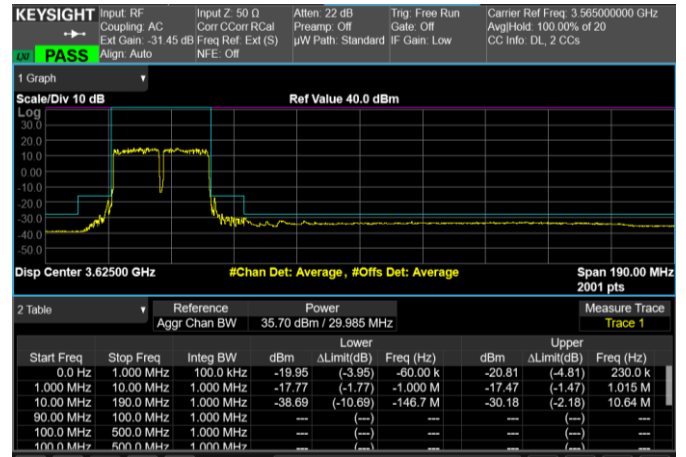 KEYSIGHT Input: RF Input Z: 50 Ω Atten: 22 dB Trig: Free Run Carrier Ref Freq: 3.565000000 GHz
Coupling: AC Corr CCorr RCal Preamp: Off Gate: Off Avg|Hold: 100.00% of 20
Ext Gain: -31.45 dB Freq Ref: Ext (S) µW Path: Standard IF Gain: Low CC Info: DL, 2 CCs
LXI PASS Align: Auto NFE: Off
1 Graph
Scale/Div 10 dB Ref Value 40.0 dBm
Log
30.0
20.0
10.0
0.00
-10.0
-20.0
-30.0
-40.0
-50.0
Disp Center 3.62500 GHz #Chan Det: Average, #Offs Det: Average Span 190.00 MHz
2001 pts
2 Table Reference Power Measure Trace
Aggr Chan BW 35.70 dBm / 29.985 MHz Trace 1
Lower Upper
Start Freq Stop Freq Integ BW dBm ΔLimit(dB) Freq (Hz) dBm ΔLimit(dB) Freq (Hz)
0.0 Hz 1.000 MHz 100.0 kHz -19.95 (-3.95) -60.00 k -20.81 (-4.81) 230.0 k
1.000 MHz 10.00 MHz 1.000 MHz -17.77 (-1.77) -1.000 M -17.47 (-1.47) 1.015 M
10.00 MHz 190.0 MHz 1.000 MHz -38.69 (-10.69) -146.7 M -30.18 (-2.18) 10.64 M
90.00 MHz 100.0 MHz 1.000 MHz --- (---) --- --- (---) ---
100.0 MHz 500.0 MHz 1.000 MHz --- (---) --- --- (---) ---
100.0 MHz 500.0 MHz 1.000 MHz --- (---) --- --- (---) ---